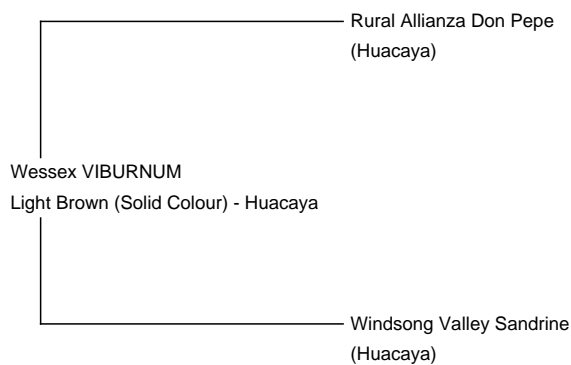 Rural Allianza Don Pepe
(Huacaya)
Wessex VIBURNUM
Light Brown (Solid Colour) - Huacaya
Windsong Valley Sandrine
(Huacaya)